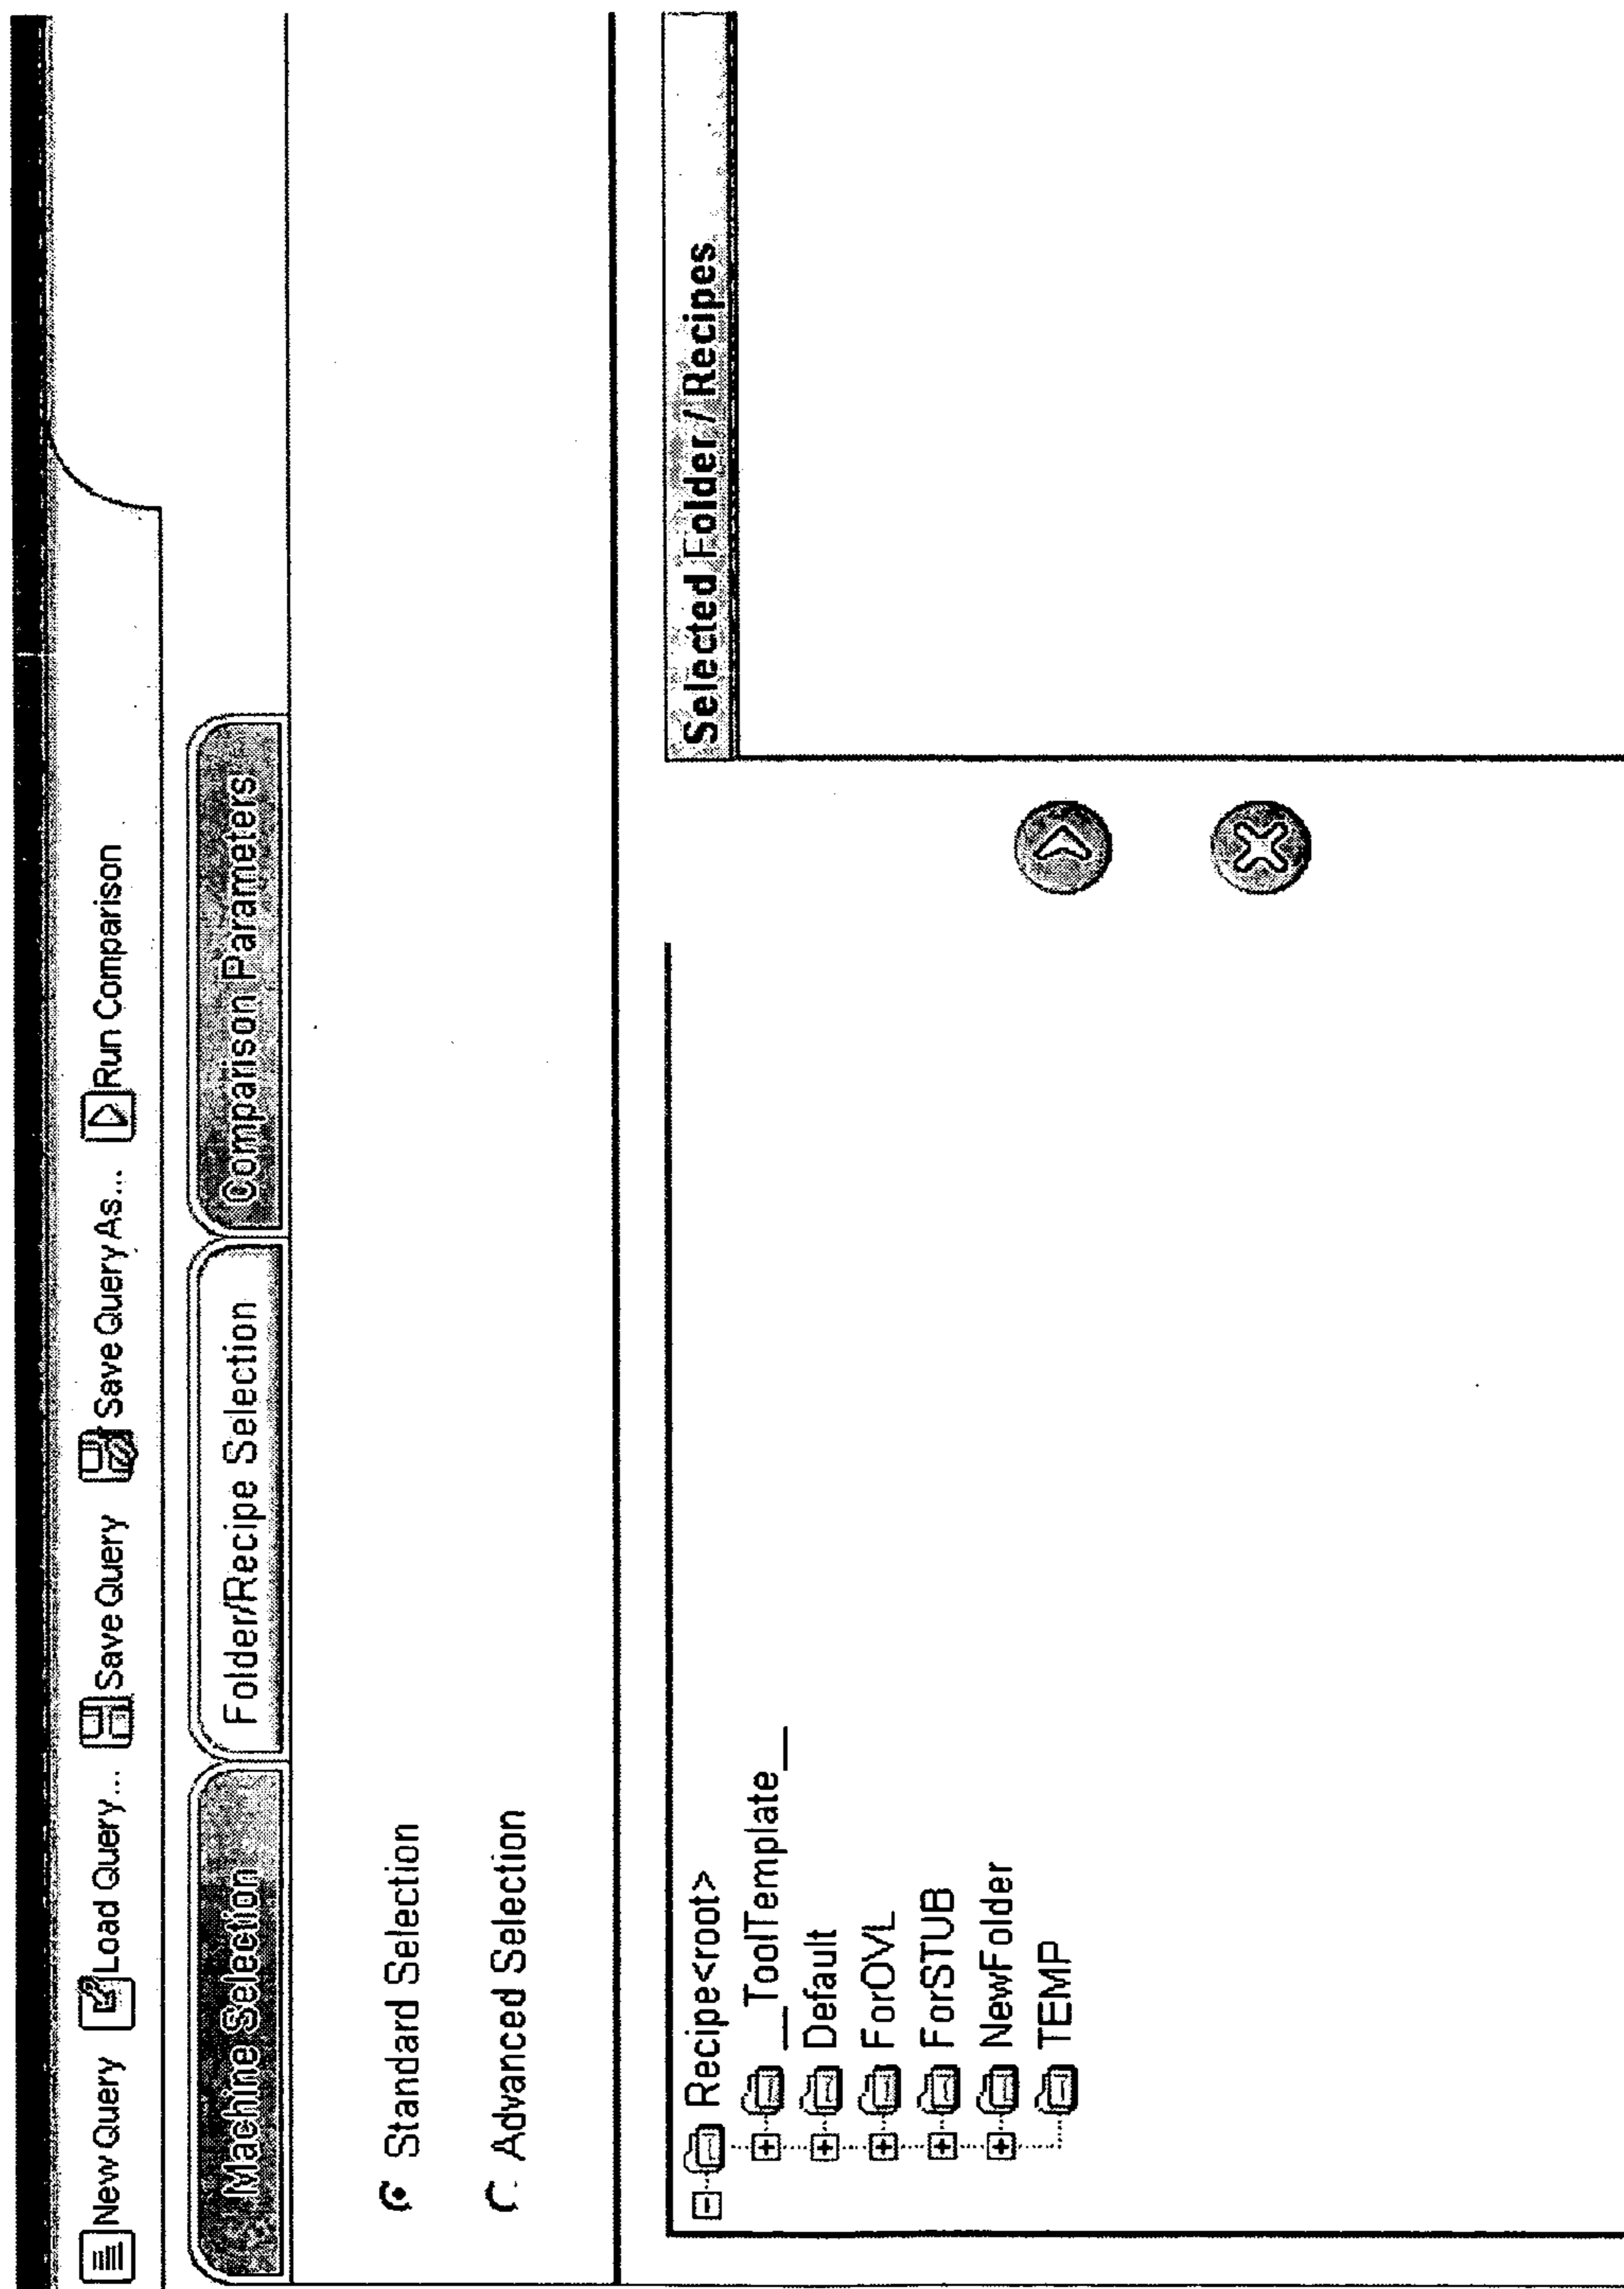 New Query Load Query... Save Query Save Query As... Run Comparison
Machine Selection Folder/Recipe Selection Comparison Parameters
Standard Selection
Advanced Selection
Recipe<root>
__ToolTemplate__
Default
ForOVL
ForSTUB
NewFolder
TEMP
Selected Folder/Recipes